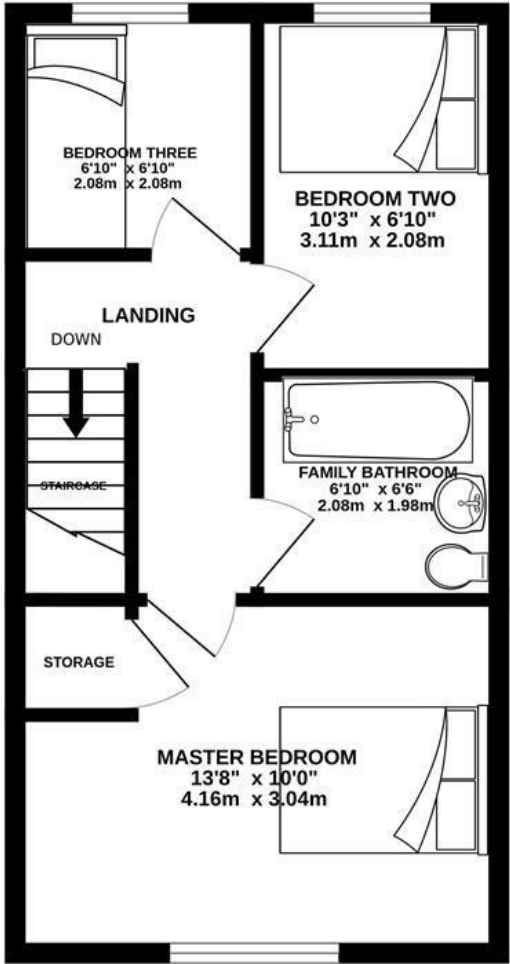 BEDROOM THREE
6'10" x 6'10"
2.08m x 2.08m
BEDROOM TWO
10'3" x 6'10"
3.11m x 2.08m
LANDING
DOWN
STAIRCASE
FAMILY BATHROOM
6'10" x 6'6"
2.08m x 1.98m
STORAGE
MASTER BEDROOM
13'8" x 10'0"
4.16m x 3.04m